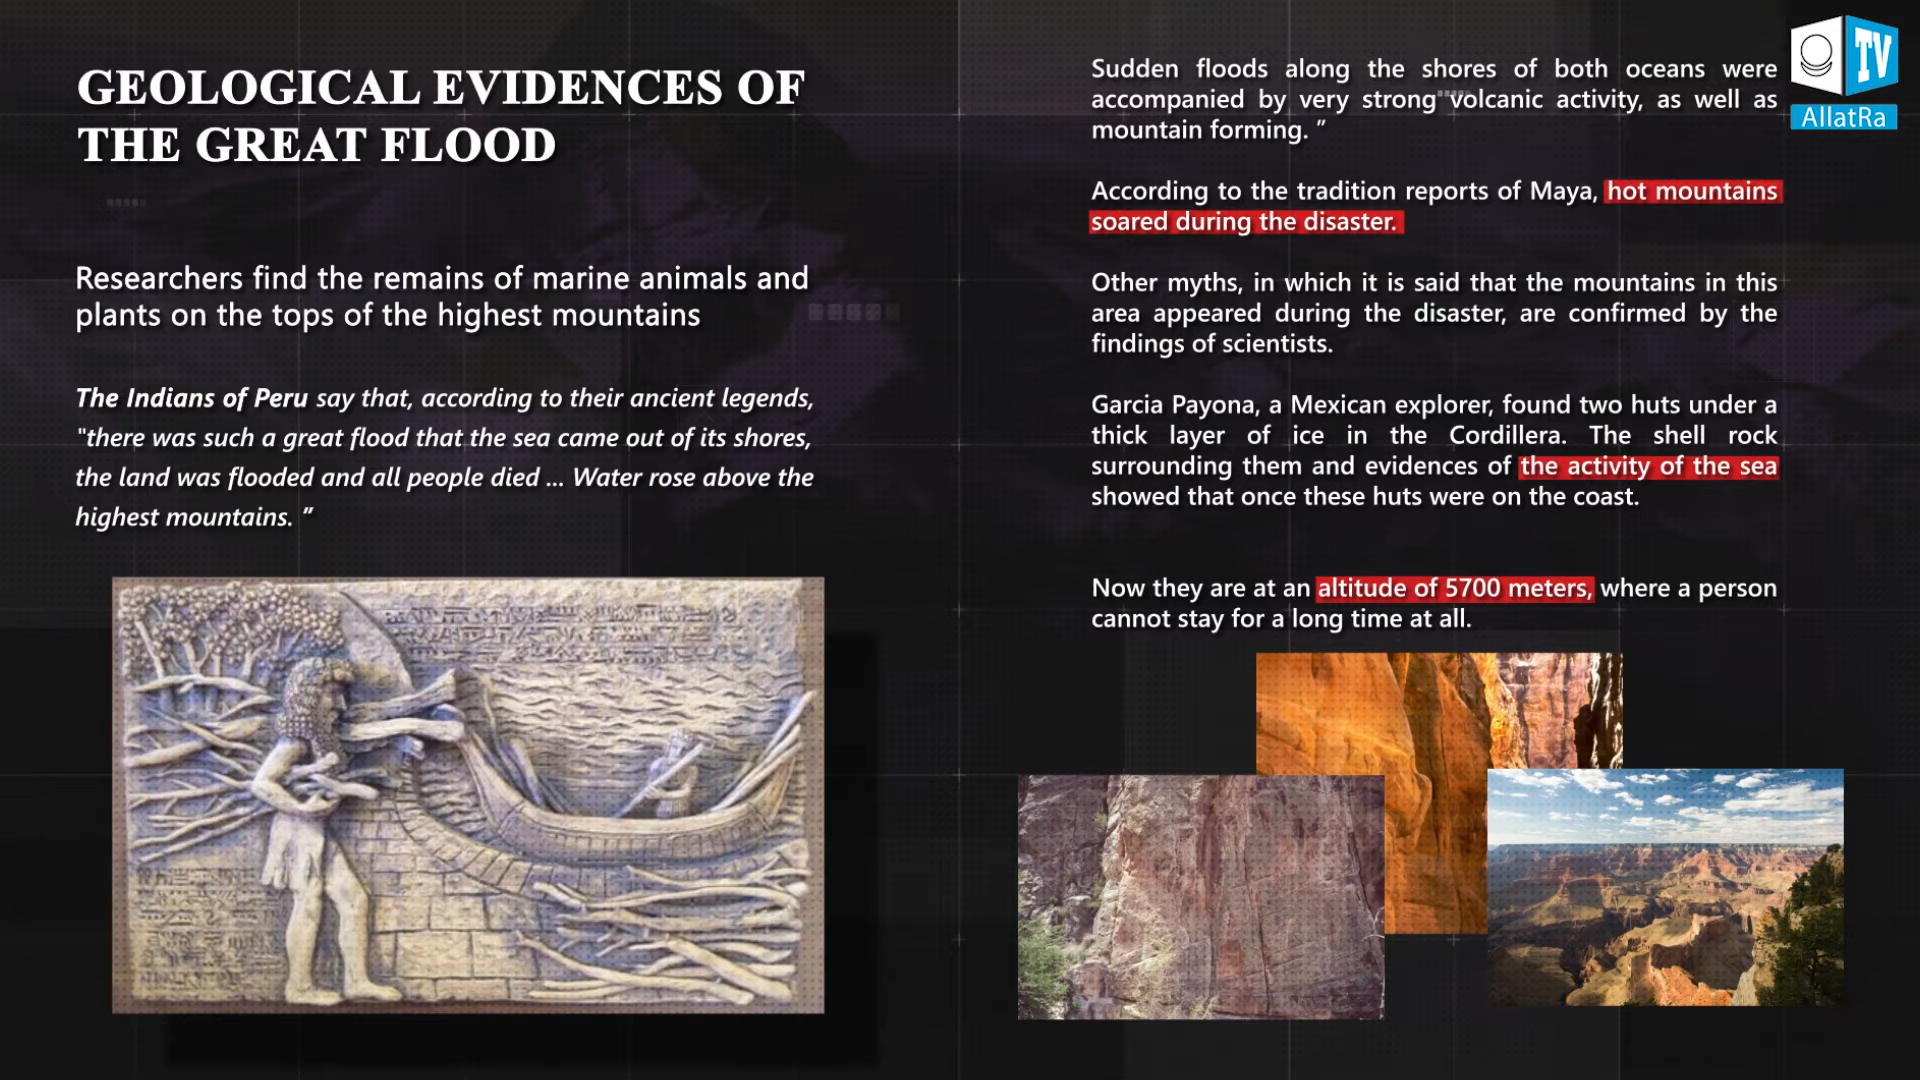 GEOLOGICAL EVIDENCES OF
THE GREAT FLOOD
Researchers find the remains of marine animals and
plants on the tops of the highest mountains
The Indians of Peru say that, according to their ancient legends,
"there was such a great flood that the sea came out of its shores,
the land was flooded and all people died ... Water rose above the
highest mountains. ”
Sudden floods along the shores of both oceans were
accompanied by very strong volcanic activity, as well as
mountain forming. ”
According to the tradition reports of Maya, hot mountains
soared during the disaster.
Other myths, in which it is said that the mountains in this
area appeared during the disaster, are confirmed by the
findings of scientists.
Garcia Payona, a Mexican explorer, found two huts under a
thick layer of ice in the Cordillera. The shell rock
surrounding them and evidences of the activity of the sea
showed that once these huts were on the coast.
Now they are at an altitude of 5700 meters, where a person
cannot stay for a long time at all.
TV
AllatRa